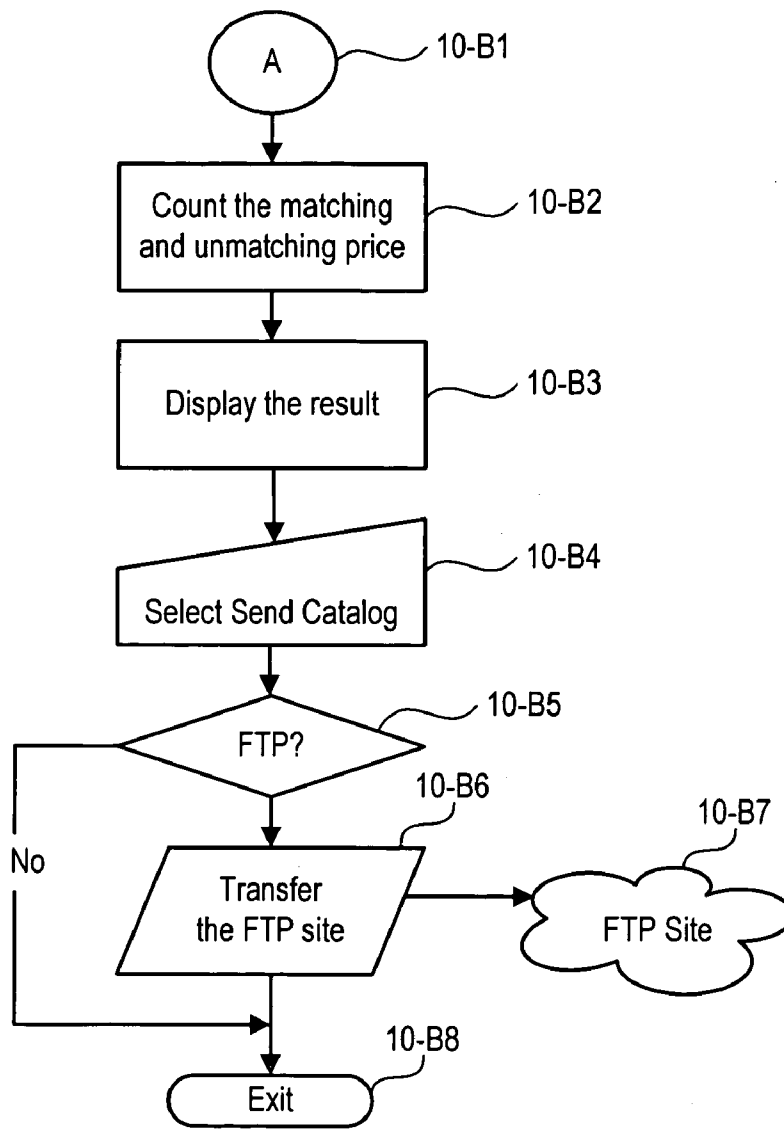 A
10-B1
Count the matching
and unmatching price
10-B2
Display the result
10-B3
Select Send Catalog
10-B4
FTP?
10-B5
No
Transfer
the FTP site
10-B6
FTP Site
10-B7
Exit
10-B8